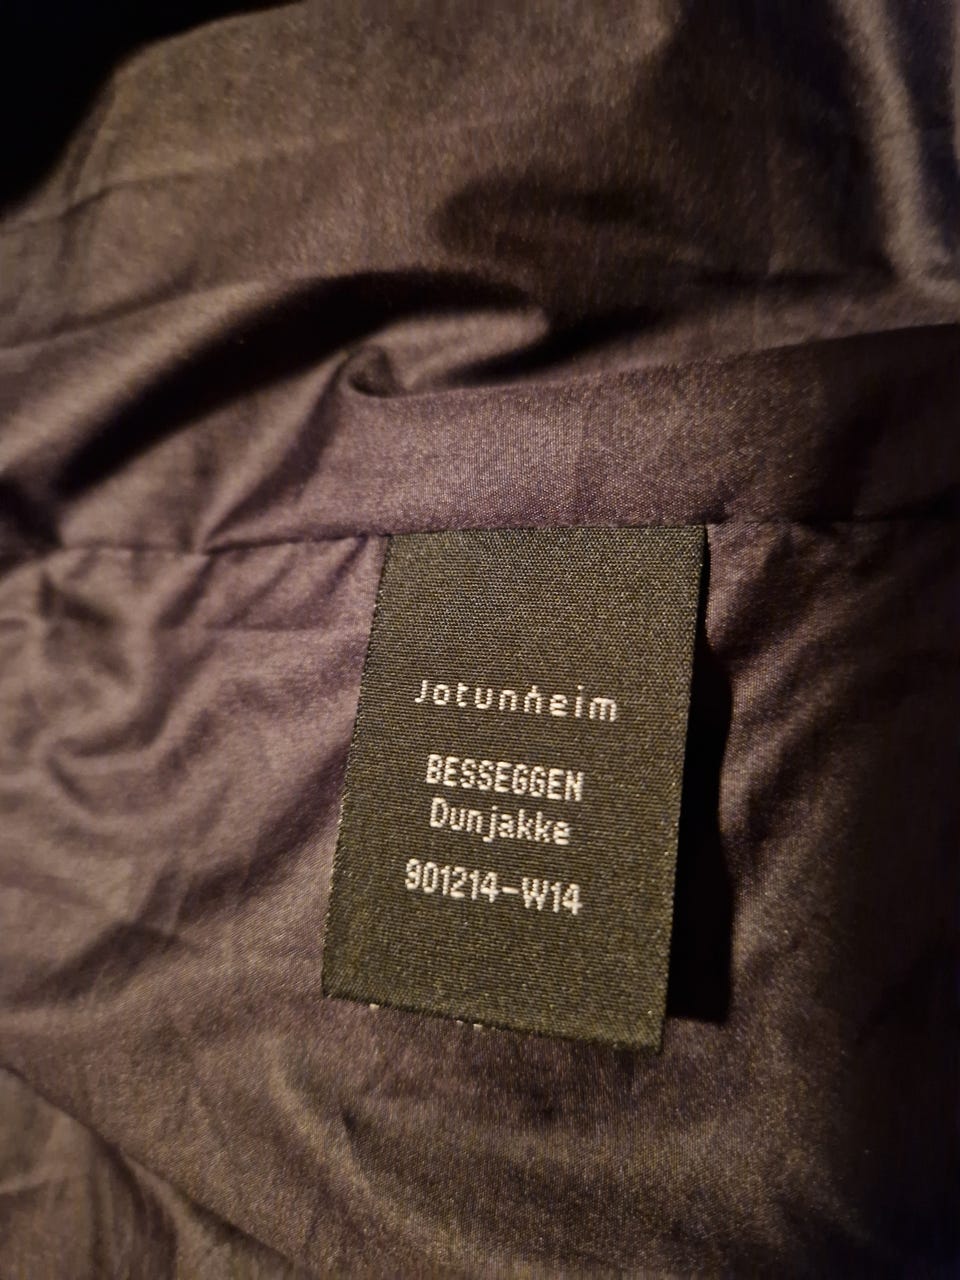 Jotunheim
BESSEGGEN
Dunjakke
901214-W14